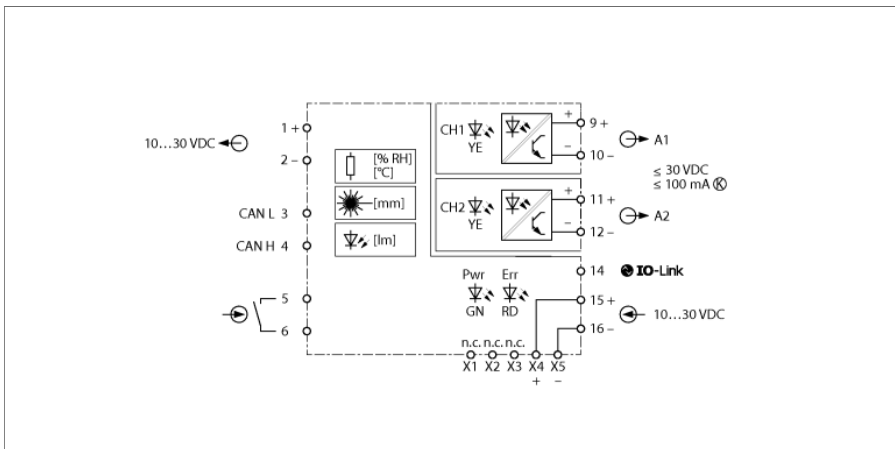 1 +
10...30 VDC
2 –
CAN L 3
CAN H 4
5
6
[% RH]
[°C]
[mm]
[lm]
CH1
YE
+
–
9 +
10 –
A1
≤ 30 VDC
≤ 100 mA Ⓚ
CH2
YE
+
–
11 +
12 –
A2
14 IO-Link
Pwr Err
GN RD
15 +
10...30 VDC
16 –
n.c. n.c. n.c.
X1 X2 X3 X4 X5
+ –